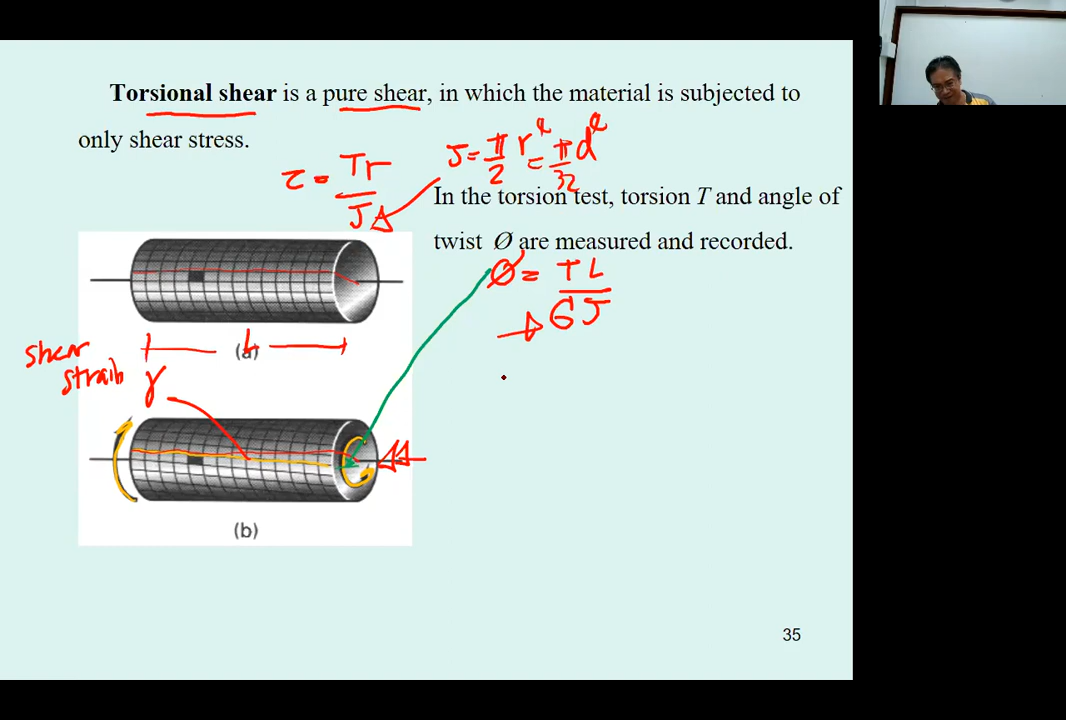 Torsional shear is a pure shear, in which the material is subjected to
only shear stress.
τ = Tr/J
J = π/2 r⁴ = π/32 d⁴
In the torsion test, torsion T and angle of
twist Ø are measured and recorded.
Ø = TL/GJ
L
(a)
shear
strain γ
(b)
35